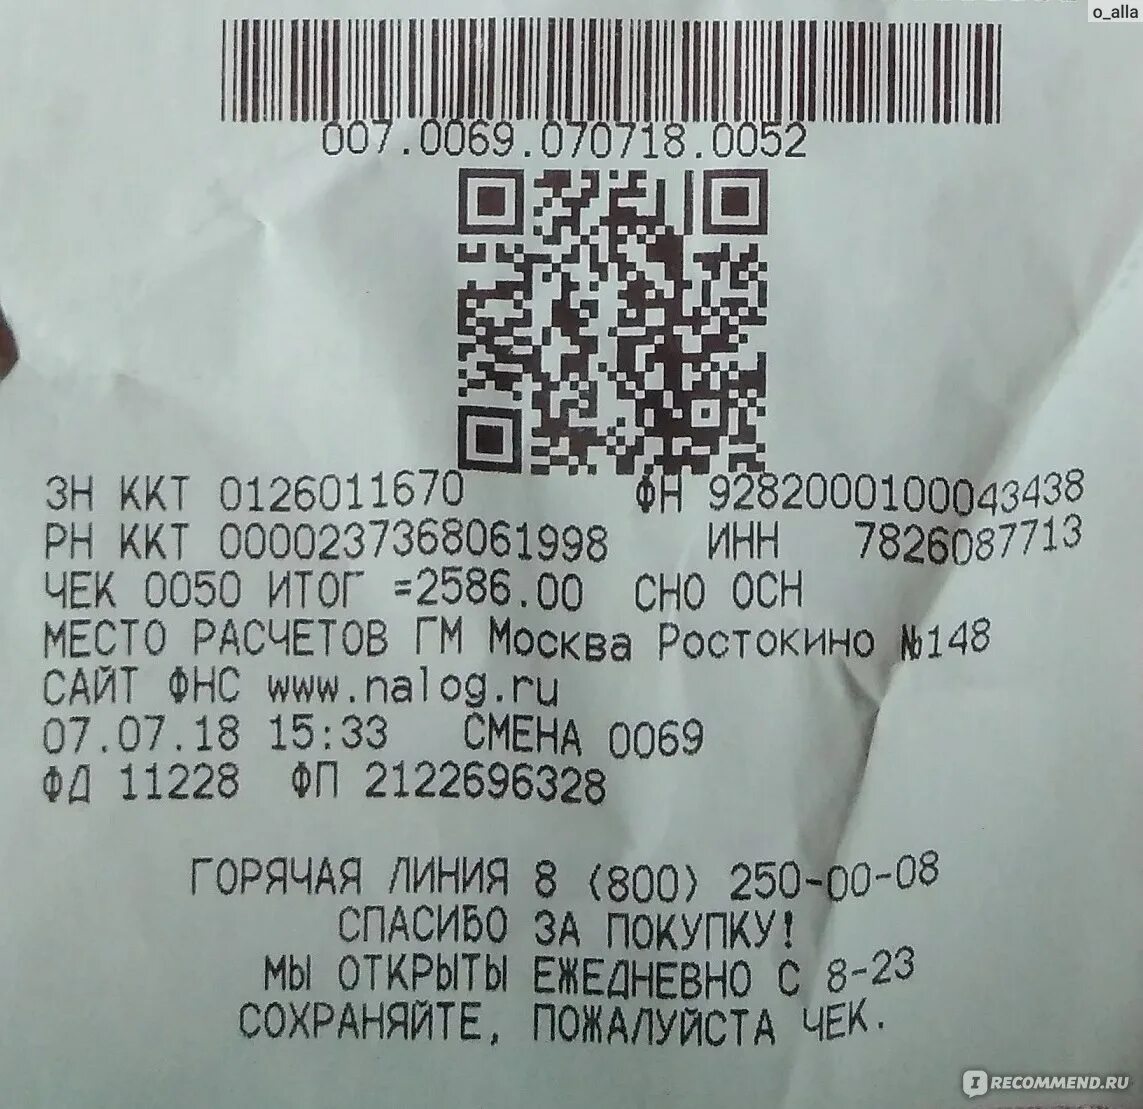 o_alla
007.0069.070718.0052
ЗН ККТ 0126011670 ФН 9282000100043438
РН ККТ 0000237368061998 ИНН 7826087713
ЧЕК 0050 ИТОГ =2586.00 СНО ОСН
МЕСТО РАСЧЕТОВ ГМ Москва Ростокино №148
САЙТ ФНС www.nalog.ru
07.07.18 15:33 СМЕНА 0069
ФД 11228 ФП 2122696328
ГОРЯЧАЯ ЛИНИЯ 8 (800) 250-00-08
СПАСИБО ЗА ПОКУПКУ!
МЫ ОТКРЫТЫ ЕЖЕДНЕВНО С 8-23
СОХРАНЯЙТЕ, ПОЖАЛУЙСТА ЧЕК.
IRECOMMEND.RU